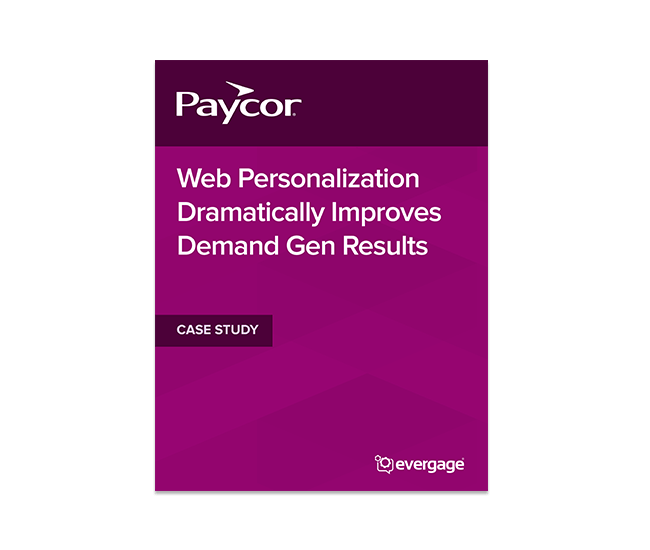 Paycor
Web Personalization
Dramatically Improves
Demand Gen Results
CASE STUDY
evergage